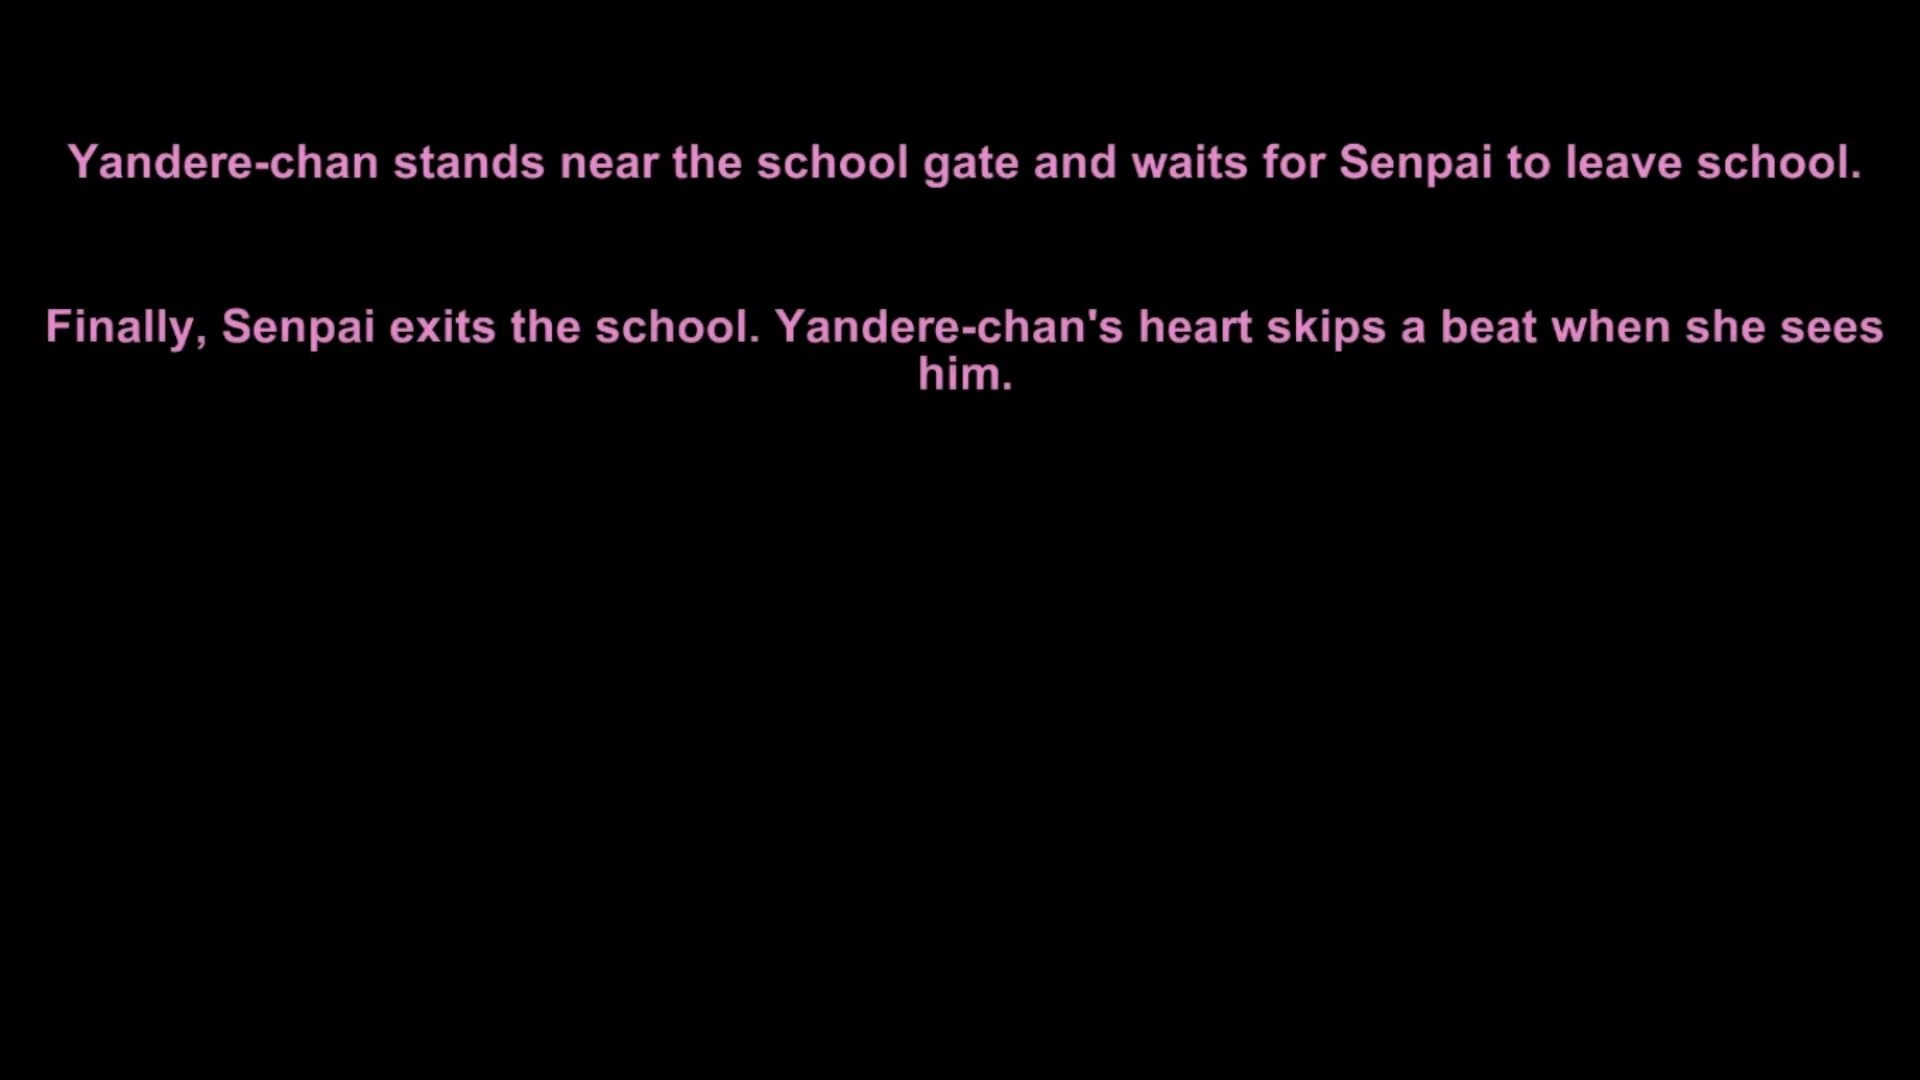 Yandere-chan stands near the school gate and waits for Senpai to leave school.
Finally, Senpai exits the school. Yandere-chan's heart skips a beat when she sees
him.